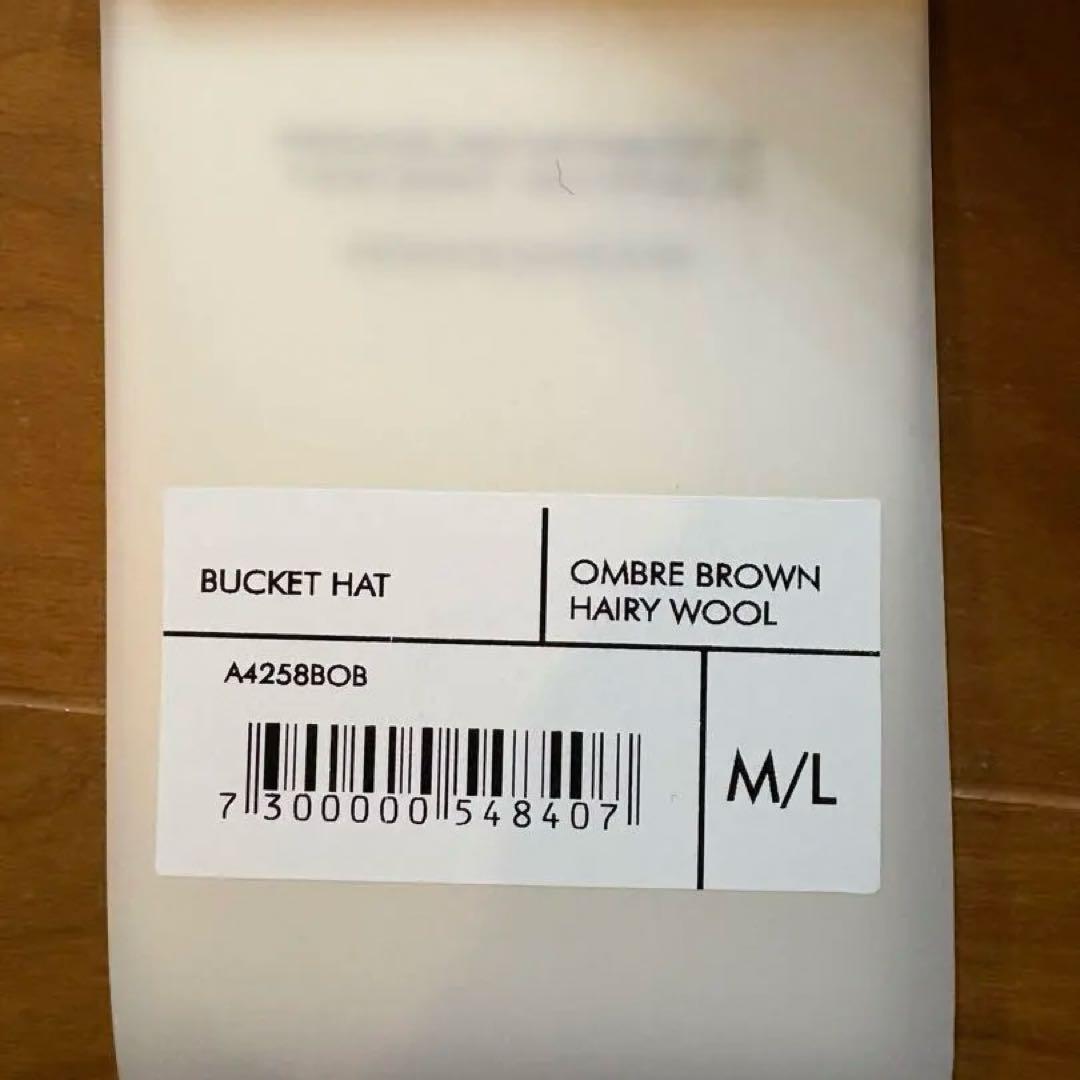 BUCKET HAT
OMBRE BROWN
HAIRY WOOL
A4258BOB
7 300000 548407
M/L